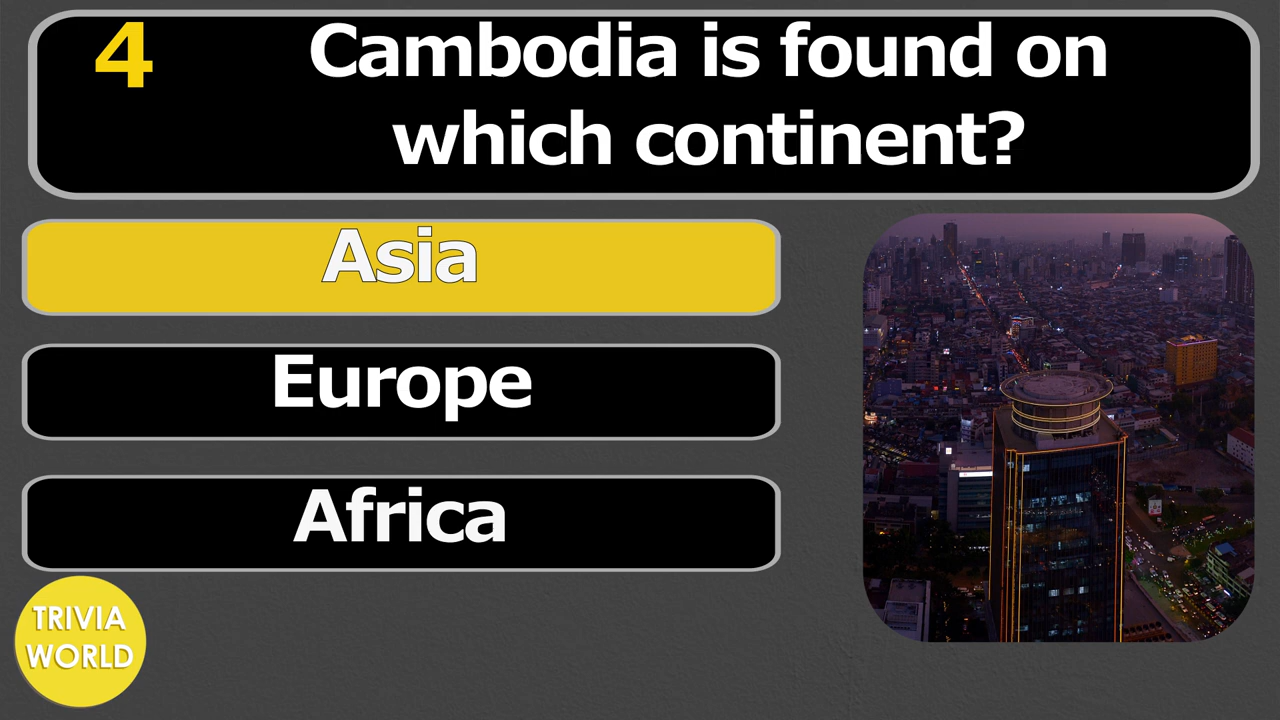 4
Cambodia is found on
which continent?
Asia
Europe
Africa
TRIVIA
WORLD